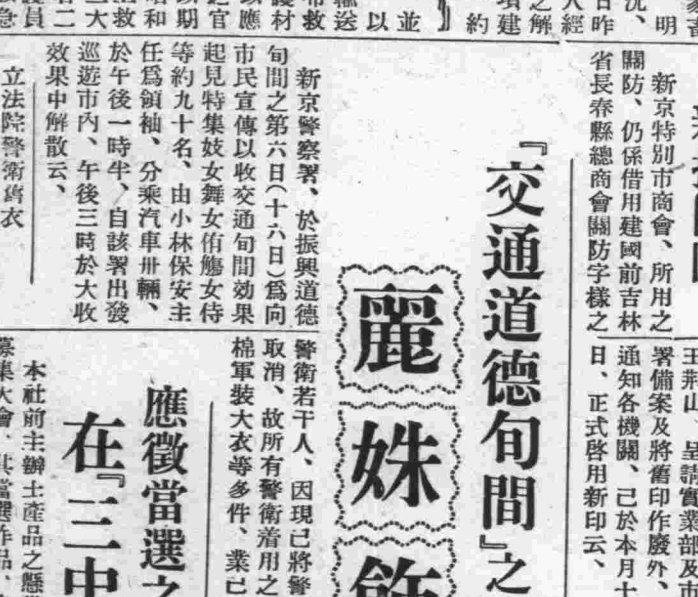 新京特別市商會、所用之
關防、仍係借用建國前吉林
省長春縣總商會關防字樣之
署備案及將舊印作廢外、
通知各機關、已於本月十
日、正式啓用新印云、
『交通道德旬間』之
麗姝飾
新京警察署、於振興道德
旬間之第六日(十六日)爲向
市民宣傳以收交通旬間効果
起見特集妓女舞女侑觴女侍
等約九十名、由小林保安主
任爲領袖、分乘汽車卅輛、
於午後一時半、自該署出發
巡遊市內、午後三時於大收
效果中解散云、
立法院警衛舊衣
警衛若干人、因現已將警
取消、故所有警衛着用之
棉軍裝大衣等多件、業已
應徵當選之
在『三中
本社前主辦士產品之懸
募集大會、其當選作品、